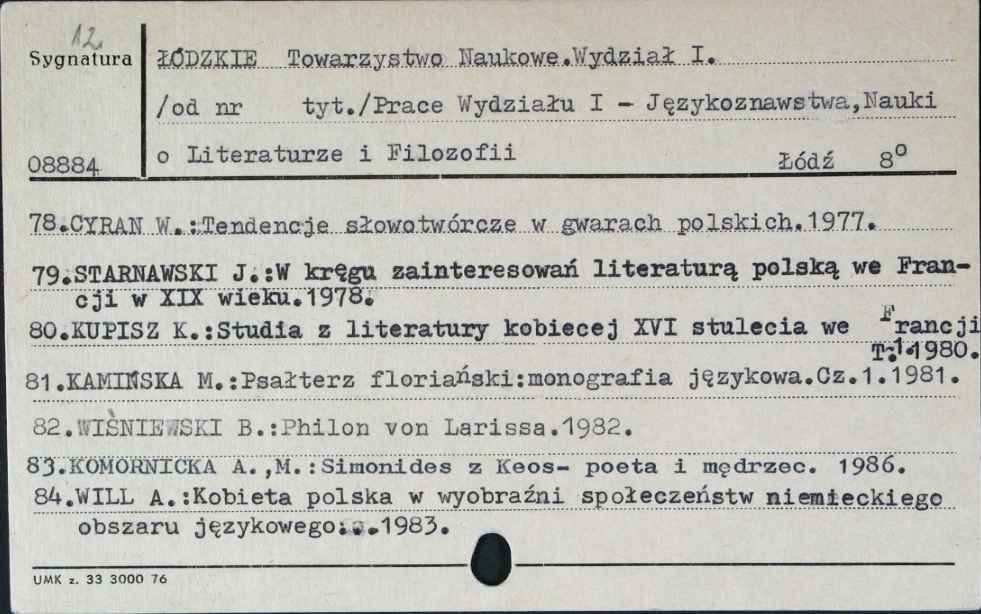 12.
Sygnatura ŁÓDZKIE Towarzystwo Naukowe.Wydział I.
/od nr tyt./Prace Wydziału I - Językoznawstwa,Nauki
08884 o Literaturze i Filozofii Łódź 8º
78.CYRAN W.:Tendencje słowotwórcze w gwarach polskich.1977.
79.STARNAWSKI J.:W kręgu zainteresowań literaturą polską we Fran-
cji w XIX wieku.1978.
80.KUPISZ K.:Studia z literatury kobiecej XVI stulecia we Francji
T.1.1980.
81.KAMIŃSKA M.:Psałterz floriański:monografia językowa.Cz.1.1981.
82.WIŚNIEWSKI B.:Philon von Larissa.1982.
83.KOMORNICKA A.,M.:Simonides z Keos- poeta i mędrzec. 1986.
84.WILL A.:Kobieta polska w wyobraźni społeczeństw niemieckiego
obszaru językowego...1983.
UMK z. 33 3000 76